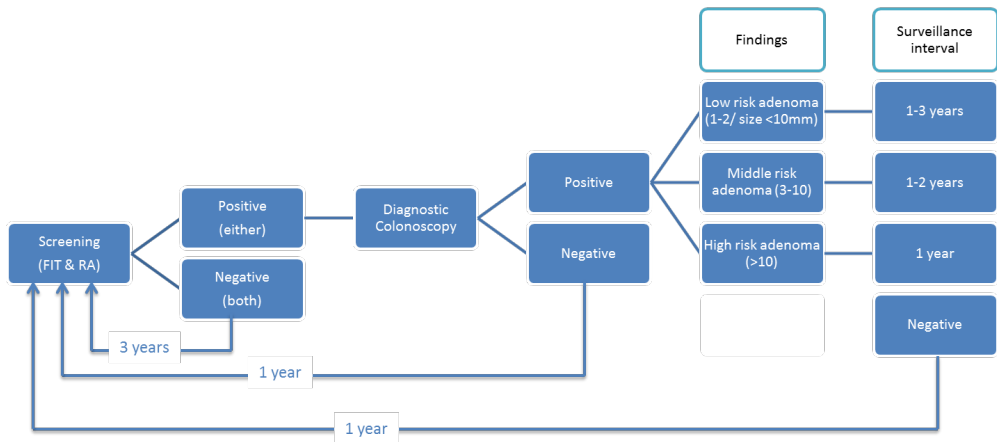 Findings
Surveillance
interval
Low risk adenoma
(1-2/ size <10mm)
1-3 years
Positive
Middle risk
adenoma (3-10)
1-2 years
Positive
(either)
Diagnostic
Colonoscopy
Screening
(FIT & RA)
Negative
High risk adenoma
(>10)
1 year
Negative
(both)
Negative
3 years
1 year
1 year